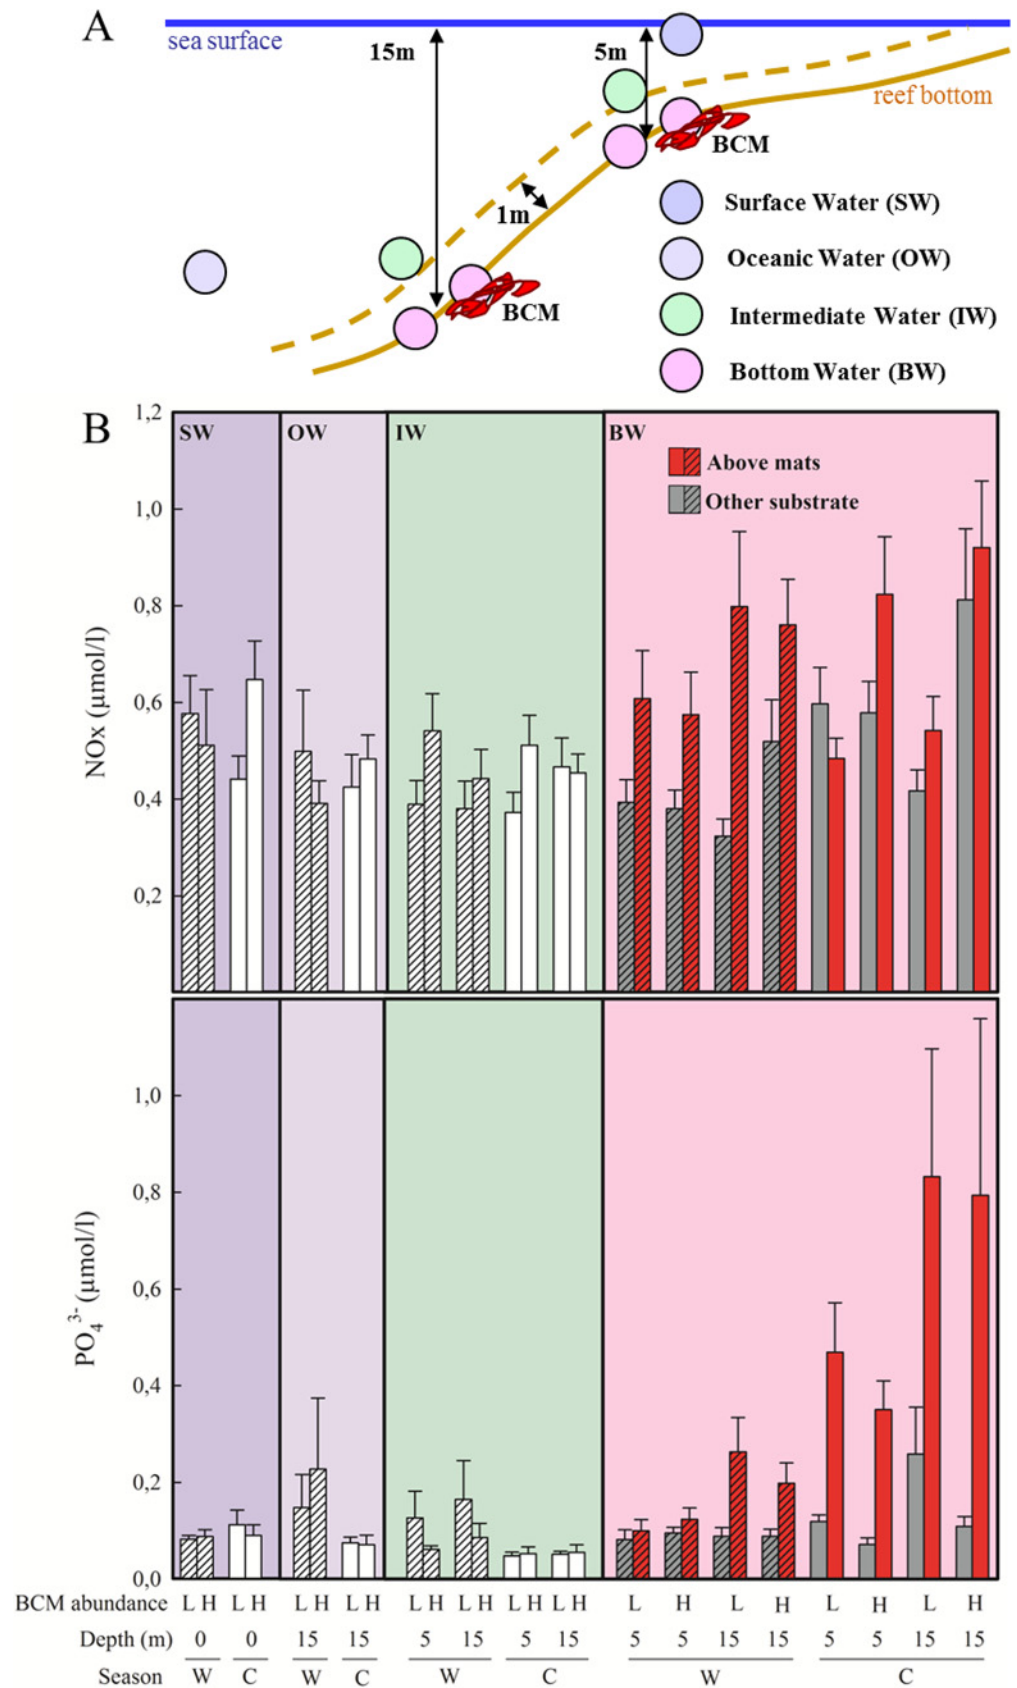 A
sea surface
15m
5m
reef bottom
BCM
1m
BCM
Surface Water (SW)
Oceanic Water (OW)
Intermediate Water (IW)
Bottom Water (BW)
B
1,2
SW OW IW BW
Above mats
Other substrate
1,0
0,8
0,6
0,4
0,2
NOx (µmol/l)
1,0
0,8
0,6
0,4
0,2
0,0
PO₄³⁻ (µmol/l)
BCM abundance L H L H L H L H L H L H L H L H L H L H L H L H
Depth (m) 0 0 15 15 5 15 5 15 5 5 15 15 5 5 15 15
Season W C W C W C W C